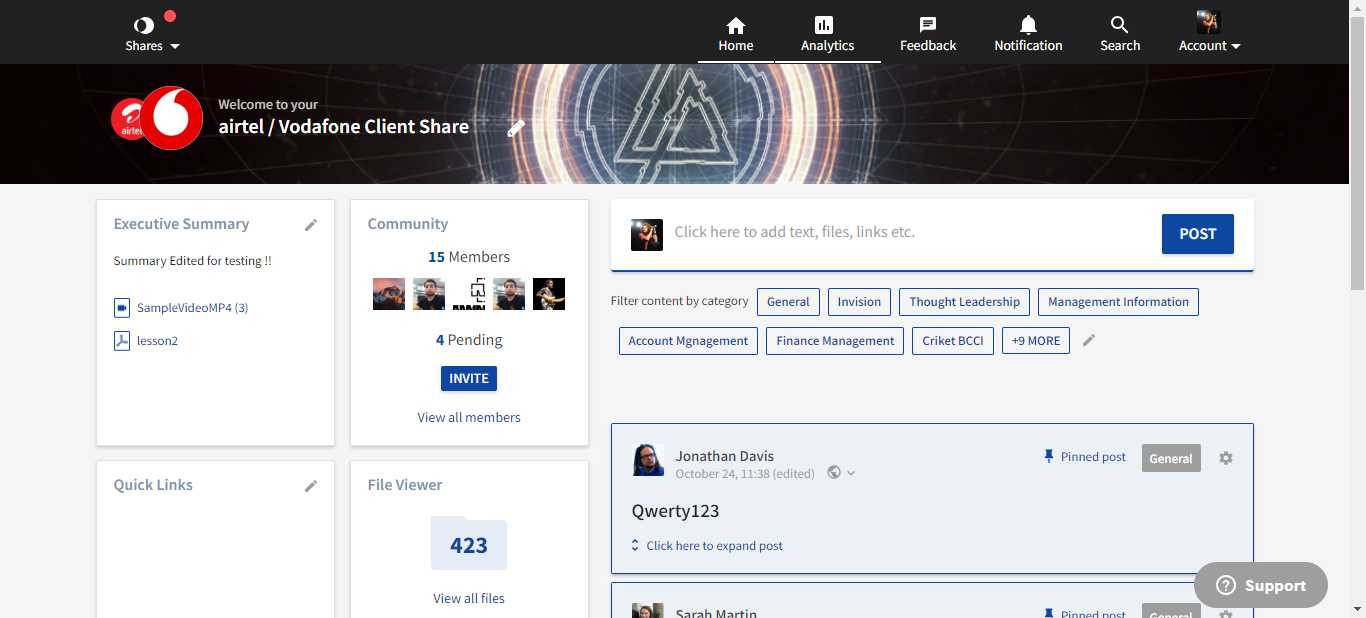 Shares
Home
Analytics
Feedback
Notification
Search
Account
airtel
Welcome to your
airtel / Vodafone Client Share
Executive Summary
Summary Edited for testing !!
SampleVideoMP4 (3)
lesson2
Community
15 Members
4 Pending
INVITE
View all members
Quick Links
File Viewer
423
View all files
Click here to add text, files, links etc.
POST
Filter content by category
General
Invision
Thought Leadership
Management Information
Account Mgnagement
Finance Management
Criket BCCI
+9 MORE
Jonathan Davis
October 24, 11:38 (edited)
Pinned post
General
Qwerty123
Click here to expand post
Sarah Martin
Pinned post
General
Support